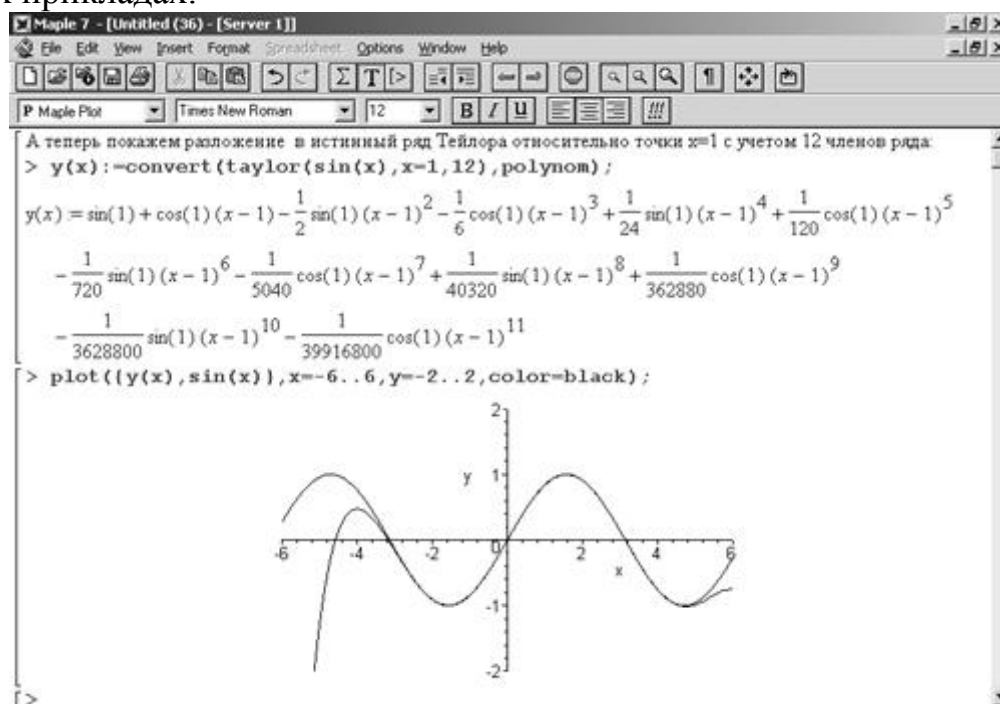 прикладах.
Maple 7 - [Untitled (36) - [Server 1]]
File Edit View Insert Format Spreadsheet Options Window Help
Σ T [> ¶
P Maple Plot Times New Roman 12 B I U !!!
А теперь покажем разложение в истинный ряд Тейлора относительно точки x=1 с учетом 12 членов ряда:
> y(x):=convert(taylor(sin(x),x=1,12),polynom);
y(x) := sin(1) + cos(1) (x − 1) − 1/2 sin(1) (x − 1)^2 − 1/6 cos(1) (x − 1)^3 + 1/24 sin(1) (x − 1)^4 + 1/120 cos(1) (x − 1)^5
− 1/720 sin(1) (x − 1)^6 − 1/5040 cos(1) (x − 1)^7 + 1/40320 sin(1) (x − 1)^8 + 1/362880 cos(1) (x − 1)^9
− 1/3628800 sin(1) (x − 1)^10 − 1/39916800 cos(1) (x − 1)^11
> plot({y(x),sin(x)},x=-6..6,y=-2..2,color=black);
2
y 1
-6 -4 -2 0 2 4 6
x
-1
-2
>